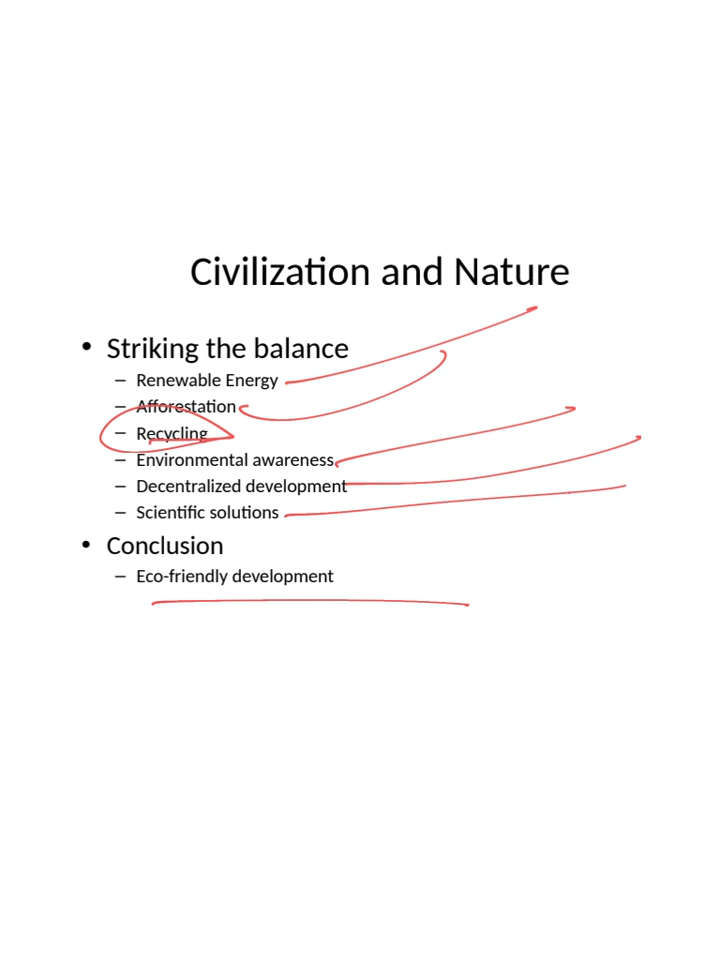 Civilization and Nature
• Striking the balance
– Renewable Energy
– Afforestation
– Recycling
– Environmental awareness
– Decentralized development
– Scientific solutions
• Conclusion
– Eco-friendly development